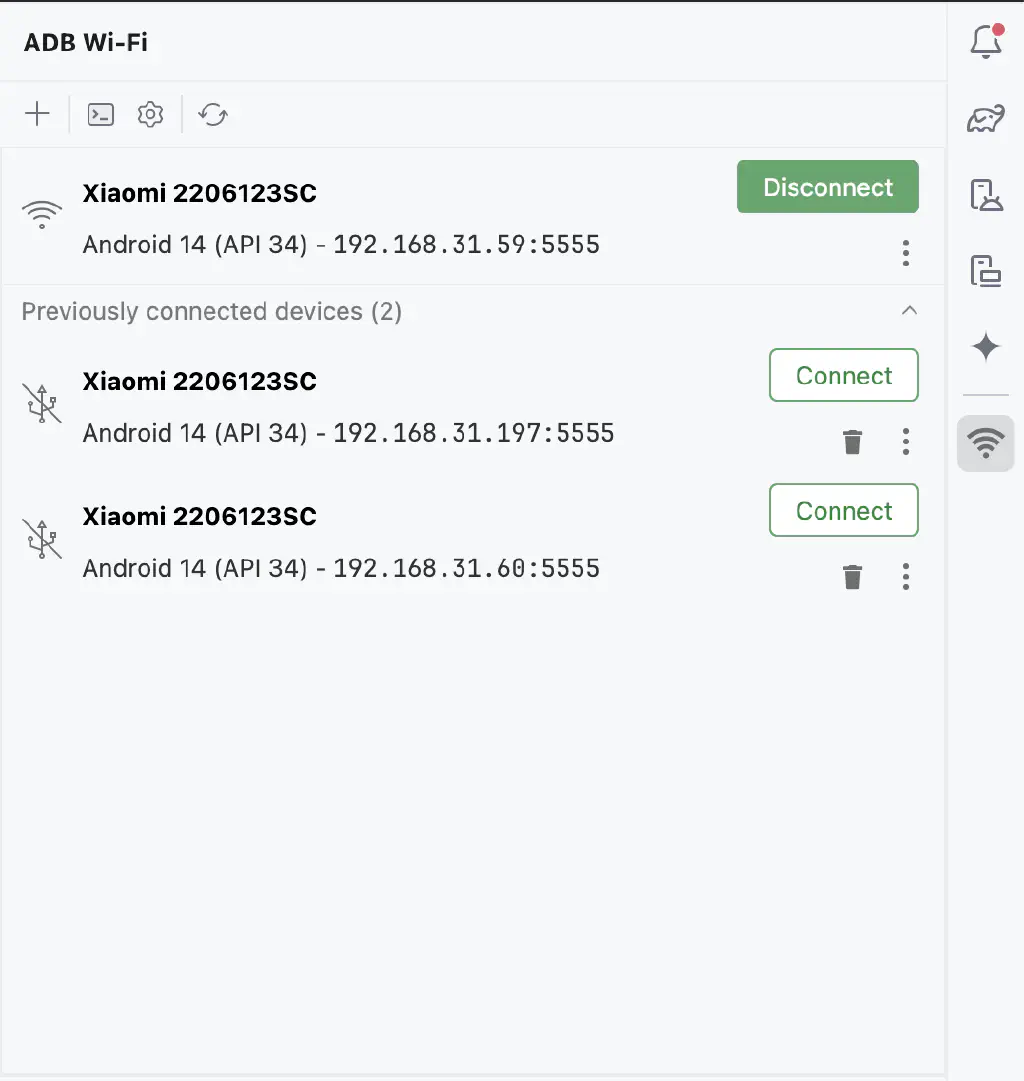 ADB Wi-Fi
Xiaomi 2206123SC
Disconnect
Android 14 (API 34) - 192.168.31.59:5555
Previously connected devices (2)
Xiaomi 2206123SC
Connect
Android 14 (API 34) - 192.168.31.197:5555
Xiaomi 2206123SC
Connect
Android 14 (API 34) - 192.168.31.60:5555